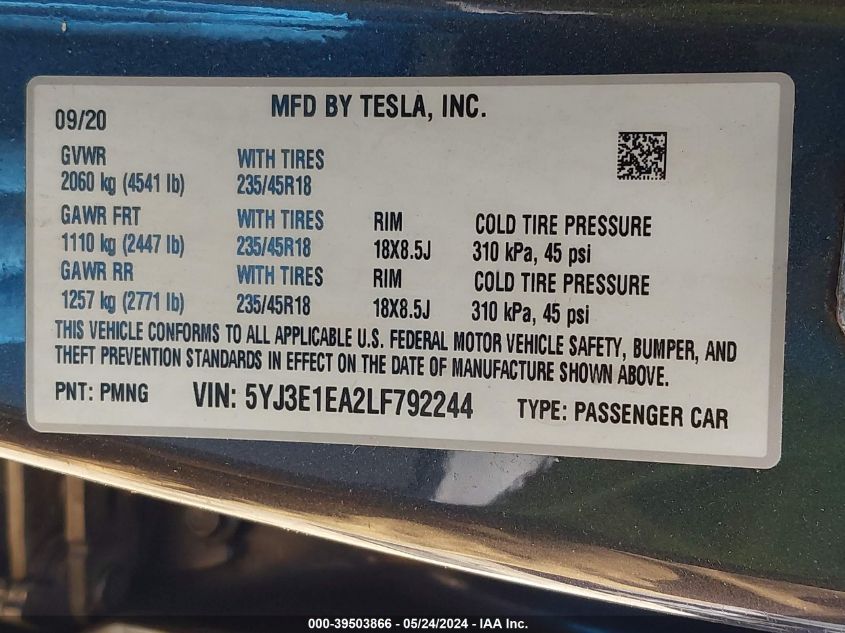 MFD BY TESLA, INC.
09/20
GVWR WITH TIRES
2060 kg (4541 lb) 235/45R18
GAWR FRT WITH TIRES RIM COLD TIRE PRESSURE
1110 kg (2447 lb) 235/45R18 18X8.5J 310 kPa, 45 psi
GAWR RR WITH TIRES RIM COLD TIRE PRESSURE
1257 kg (2771 lb) 235/45R18 18X8.5J 310 kPa, 45 psi
THIS VEHICLE CONFORMS TO ALL APPLICABLE U.S. FEDERAL MOTOR VEHICLE SAFETY, BUMPER, AND
THEFT PREVENTION STANDARDS IN EFFECT ON THE DATE OF MANUFACTURE SHOWN ABOVE.
PNT: PMNG VIN: 5YJ3E1EA2LF792244 TYPE: PASSENGER CAR
000-39503866 - 05/24/2024 - IAA Inc.